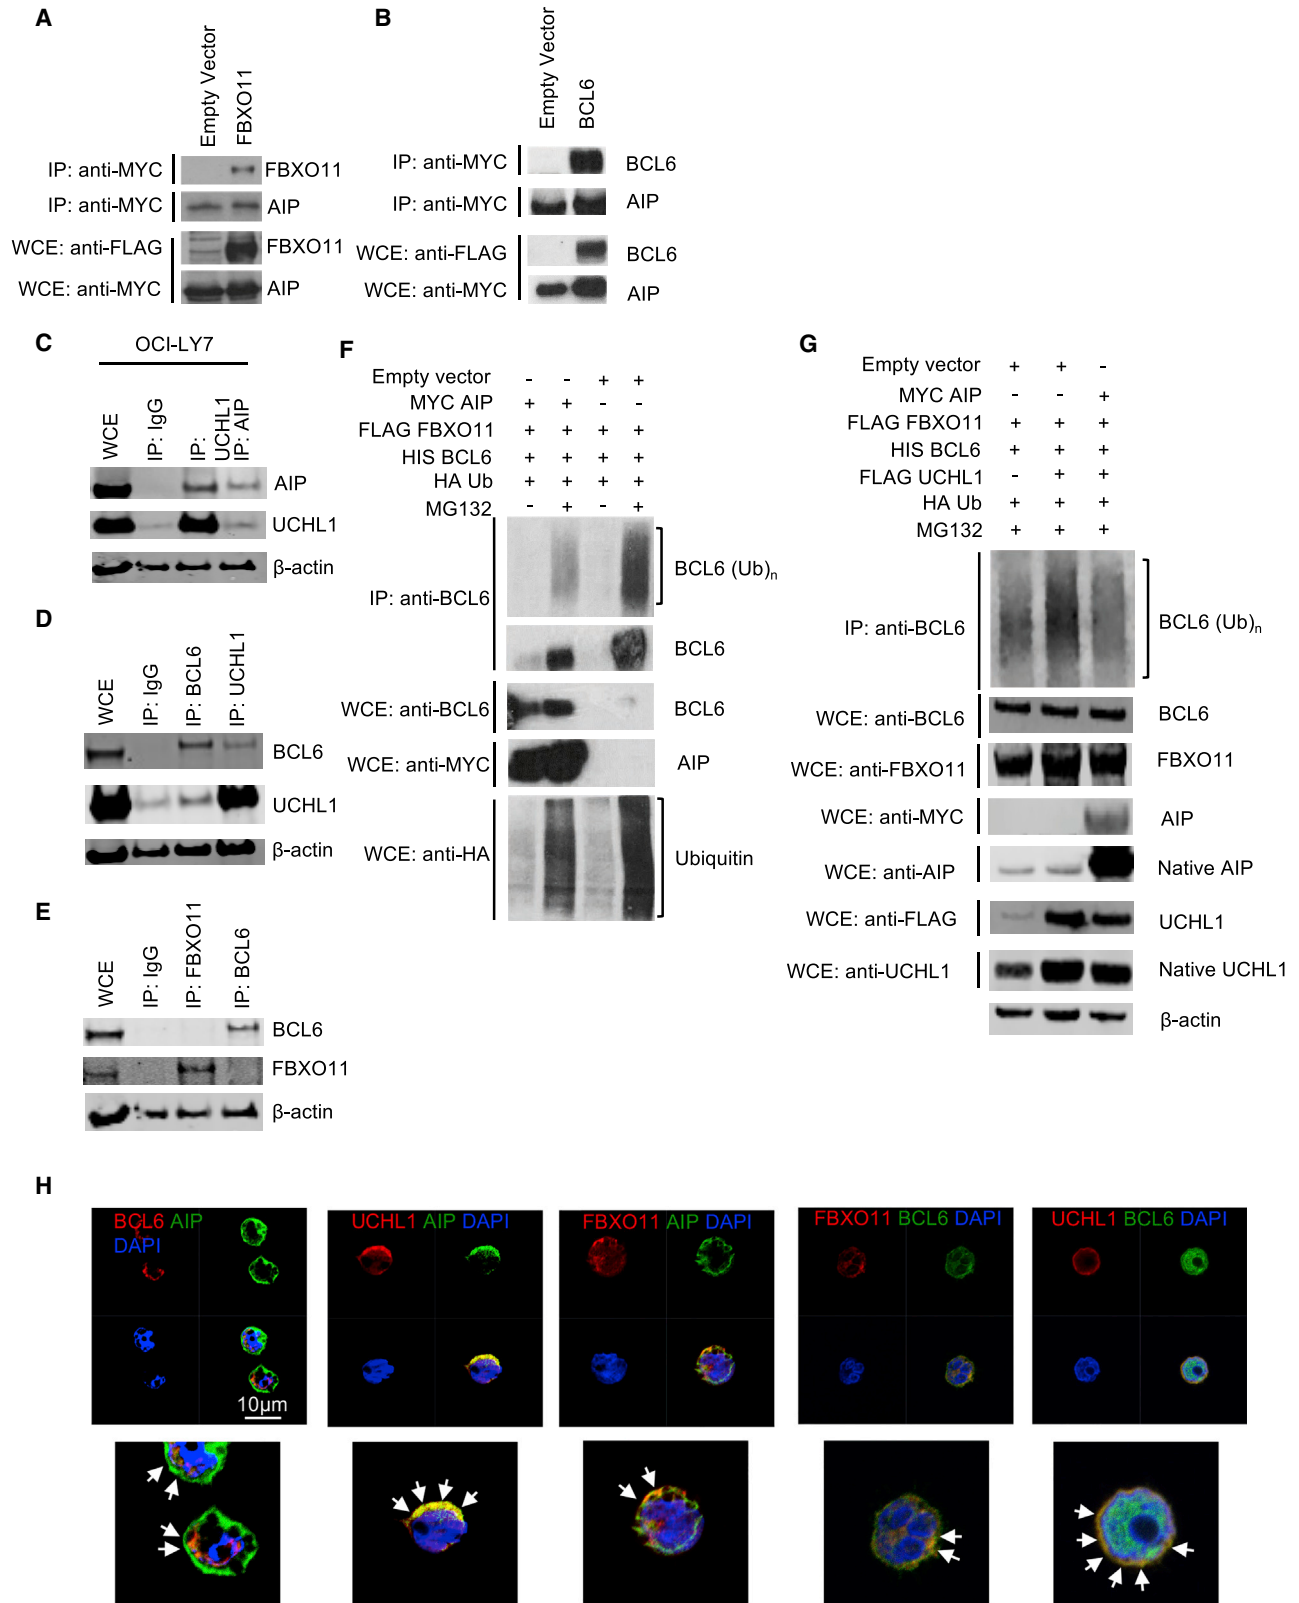 A
Empty Vector
FBXO11
IP: anti-MYC
FBXO11
IP: anti-MYC
AIP
WCE: anti-FLAG
FBXO11
WCE: anti-MYC
AIP
B
Empty Vector
BCL6
IP: anti-MYC
BCL6
IP: anti-MYC
AIP
WCE: anti-FLAG
BCL6
WCE: anti-MYC
AIP
C
OCI-LY7
WCE
IP: IgG
IP:
UCHL1
IP: AIP
AIP
UCHL1
β-actin
D
WCE
IP: IgG
IP: BCL6
IP: UCHL1
BCL6
UCHL1
β-actin
E
WCE
IP: IgG
IP: FBXO11
IP: BCL6
BCL6
FBXO11
β-actin
F
Empty vector - - + +
MYC AIP + + - -
FLAG FBXO11 + + + +
HIS BCL6 + + + +
HA Ub + + + +
MG132 - + - +
IP: anti-BCL6
BCL6 (Ub)n
BCL6
WCE: anti-BCL6
BCL6
WCE: anti-MYC
AIP
WCE: anti-HA
Ubiquitin
G
Empty vector + + -
MYC AIP - - +
FLAG FBXO11 + + +
HIS BCL6 + + +
FLAG UCHL1 - + +
HA Ub + + +
MG132 + + +
IP: anti-BCL6
BCL6 (Ub)n
WCE: anti-BCL6
BCL6
WCE: anti-FBXO11
FBXO11
WCE: anti-MYC
AIP
WCE: anti-AIP
Native AIP
WCE: anti-FLAG
UCHL1
WCE: anti-UCHL1
Native UCHL1
β-actin
H
BCL6 AIP
DAPI
10μm
UCHL1 AIP DAPI
FBXO11 AIP DAPI
FBXO11 BCL6 DAPI
UCHL1 BCL6 DAPI